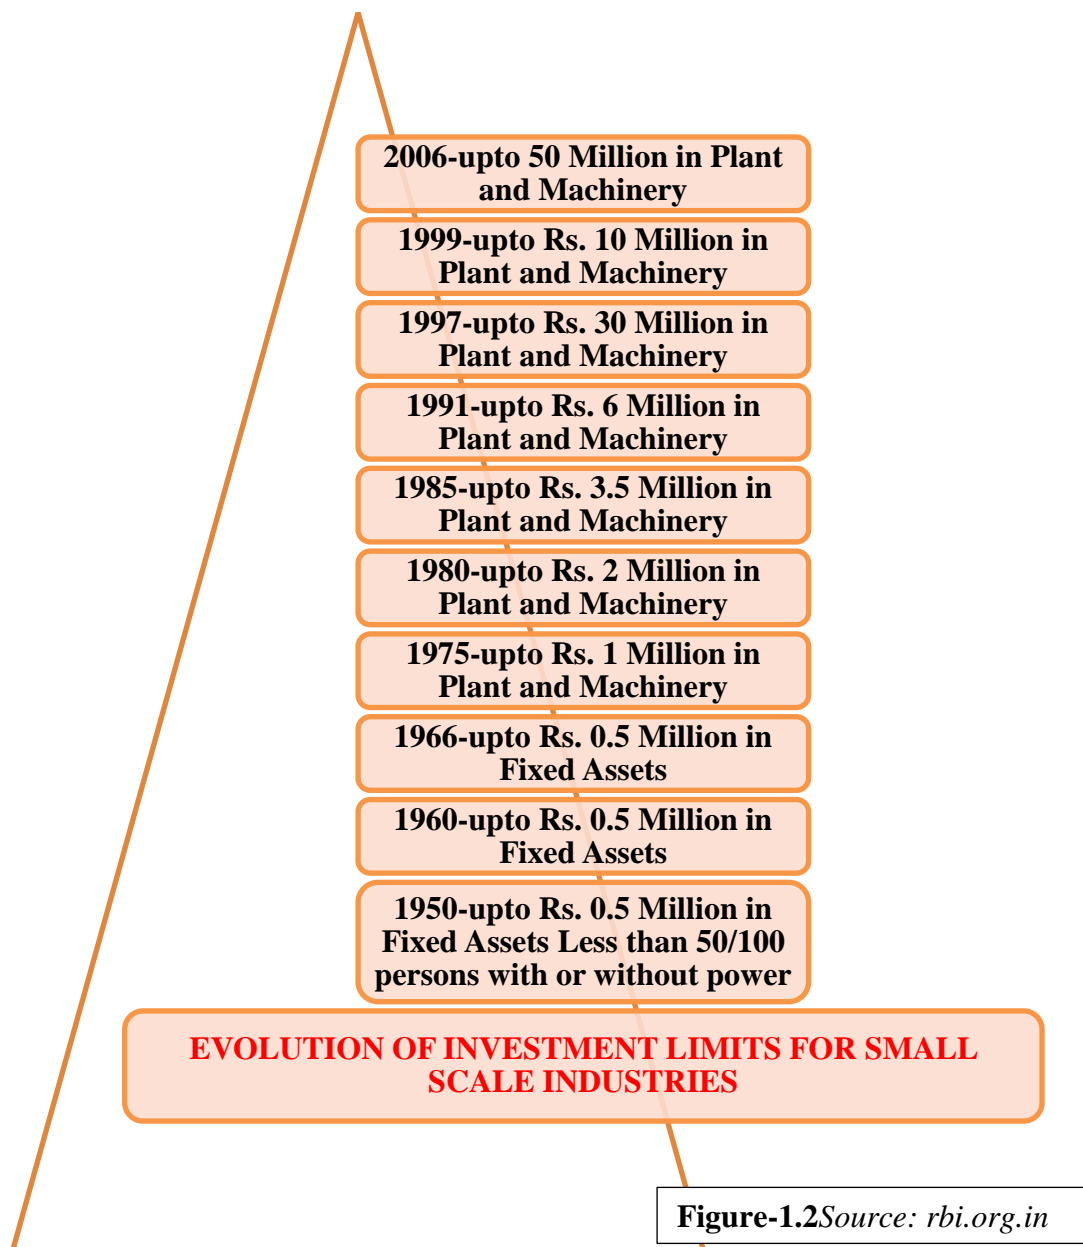 2006-upto 50 Million in Plant
and Machinery
1999-upto Rs. 10 Million in
Plant and Machinery
1997-upto Rs. 30 Million in
Plant and Machinery
1991-upto Rs. 6 Million in
Plant and Machinery
1985-upto Rs. 3.5 Million in
Plant and Machinery
1980-upto Rs. 2 Million in
Plant and Machinery
1975-upto Rs. 1 Million in
Plant and Machinery
1966-upto Rs. 0.5 Million in
Fixed Assets
1960-upto Rs. 0.5 Million in
Fixed Assets
1950-upto Rs. 0.5 Million in
Fixed Assets Less than 50/100
persons with or without power
EVOLUTION OF INVESTMENT LIMITS FOR SMALL
SCALE INDUSTRIES
Figure-1.2Source: rbi.org.in